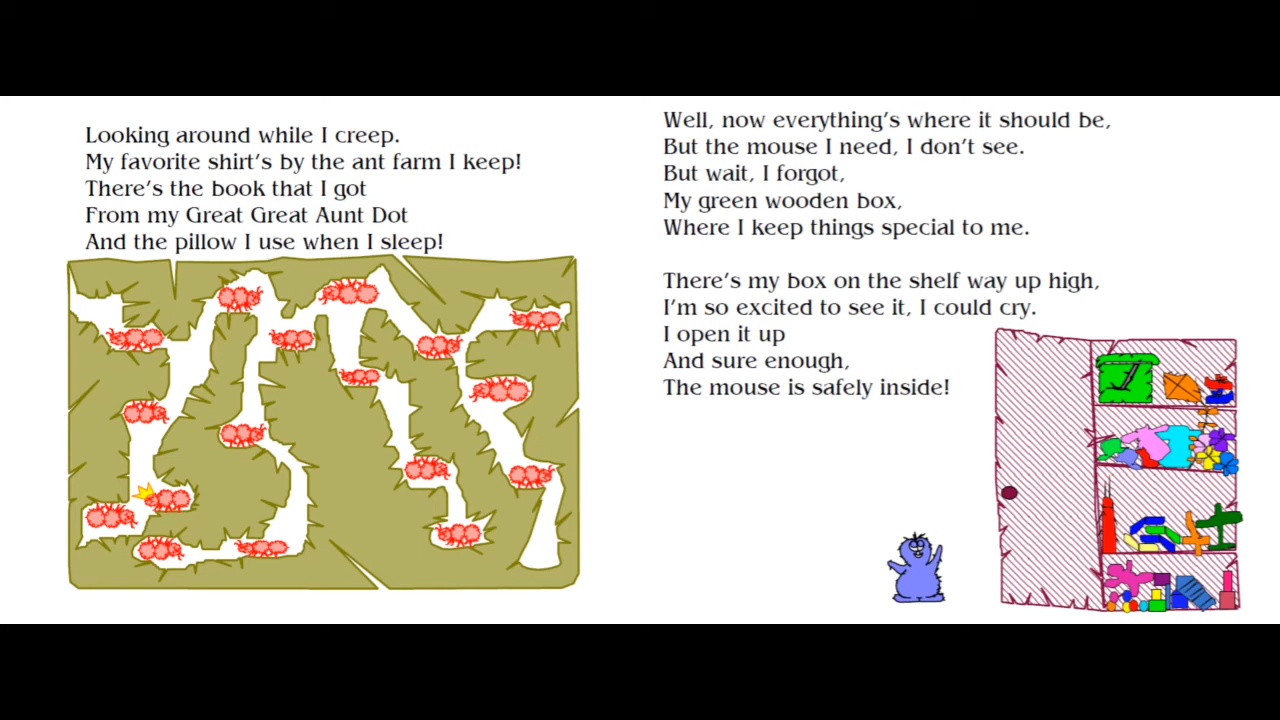 Looking around while I creep.
My favorite shirt's by the ant farm I keep!
There's the book that I got
From my Great Great Aunt Dot
And the pillow I use when I sleep!
Well, now everything's where it should be,
But the mouse I need, I don't see.
But wait, I forgot,
My green wooden box,
Where I keep things special to me.
There's my box on the shelf way up high,
I'm so excited to see it, I could cry.
I open it up
And sure enough,
The mouse is safely inside!